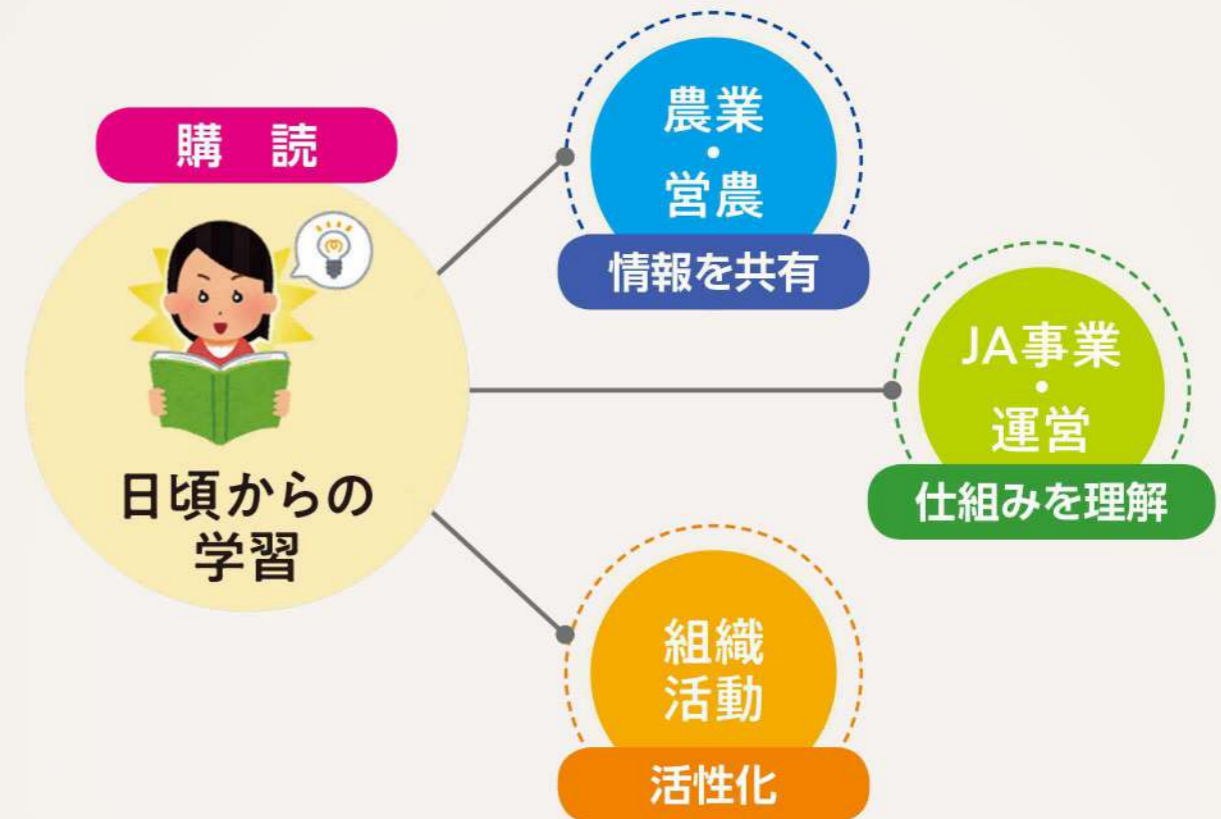 購　読
日頃からの
学習
農業
・
営農
情報を共有
JA事業
・
運営
仕組みを理解
組織
活動
活性化